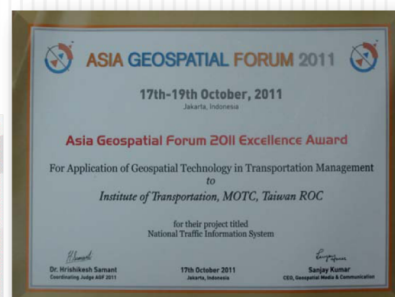 ASIA GEOSPATIAL FORUM 2011
17th-19th October, 2011
Jakarta, Indonesia
Asia Geospatial Forum 2011 Excellence Award
For Application of Geospatial Technology in Transportation Management
to
Institute of Transportation, MOTC, Taiwan ROC
for their project titled
National Traffic Information System
Dr. Hrishikesh Samant
Coordinating Judge AGF 2011
17th October 2011
Jakarta, Indonesia
Sanjay Kumar
CEO, Geospatial Media & Communication